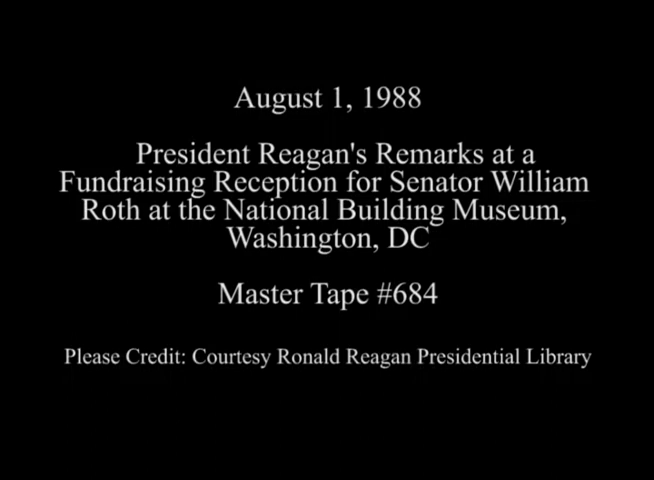 August 1, 1988
President Reagan's Remarks at a
Fundraising Reception for Senator William
Roth at the National Building Museum,
Washington, DC
Master Tape #684
Please Credit: Courtesy Ronald Reagan Presidential Library